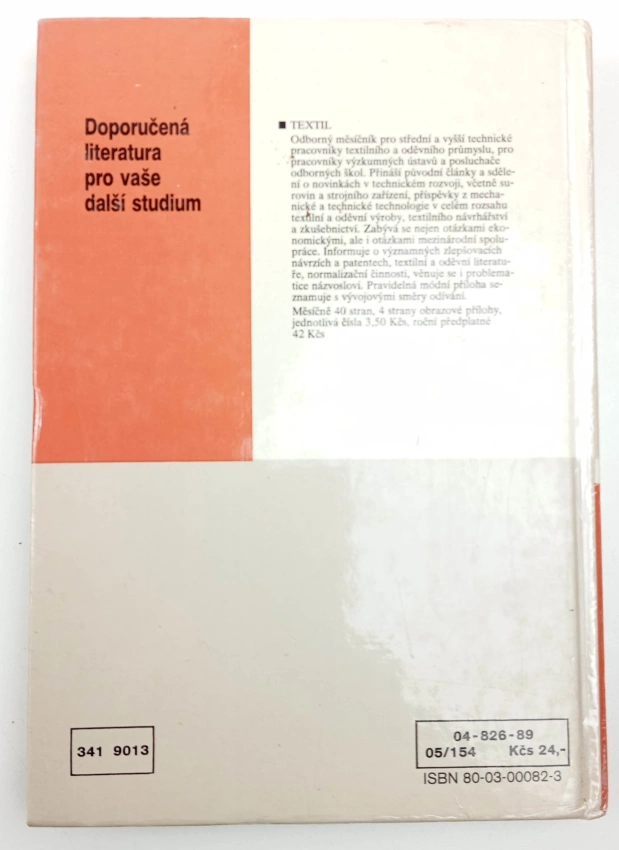 Doporučená
literatura
pro vaše
další studium
■ TEXTIL
Odborný měsíčník pro střední a vyšší technické
pracovníky textilního a oděvního průmyslu, pro
pracovníky výzkumných ústavů a posluchače
odborných škol. Přináší původní články a sděle-
ní o novinkách v technickém rozvoji, včetně su-
rovin a strojního zařízení, příspěvky z mecha-
nické a technické technologie v celém rozsahu
textilní a oděvní výroby, textilního návrhářství
a zkušebnictví. Zabývá se nejen otázkami eko-
nomickými, ale i otázkami mezinárodní spolu-
práce. Informuje o významných zlepšovacích
návrzích a patentech, textilní a oděvní literatu-
ře, normalizační činnosti, věnuje se i problema-
tice názvosloví. Pravidelná módní příloha se-
znamuje s vývojovými směry odívání.
Měsíčně 40 stran, 4 strany obrazové přílohy,
jednotlivá čísla 3,50 Kčs, roční předplatné
42 Kčs
341 9013
04-826-89
05/154 Kčs 24,-
ISBN 80-03-00082-3